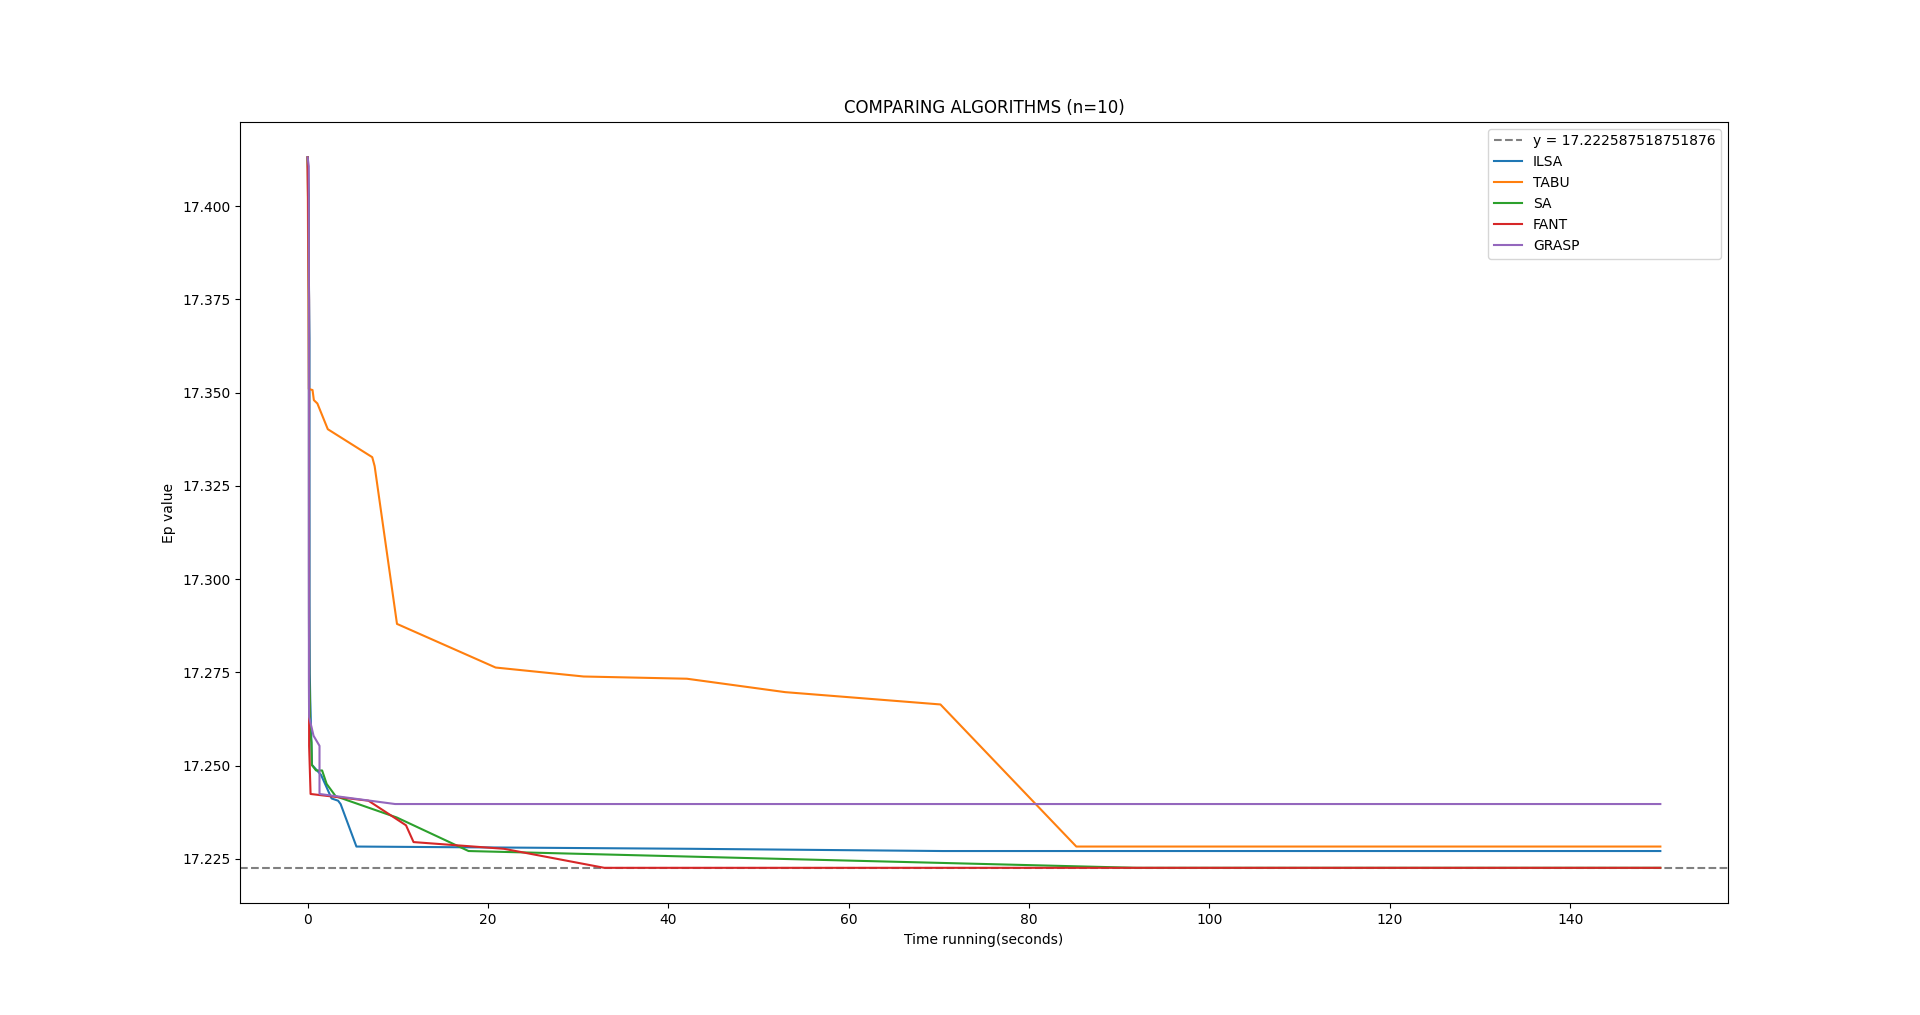 COMPARING ALGORITHMS (n=10)
y = 17.222587518751876
ILSA
TABU
SA
FANT
GRASP
17.400
17.375
17.350
17.325
17.300
17.275
17.250
17.225
Ep value
0 20 40 60 80 100 120 140
Time running(seconds)